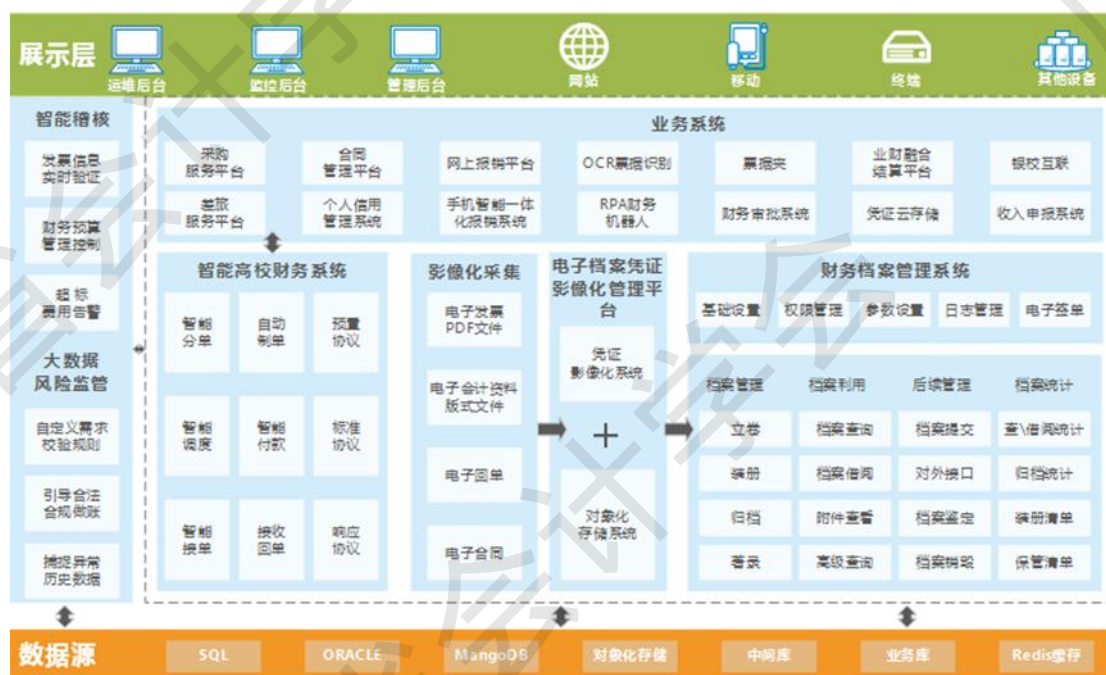 展示层
运维后台
监控后台
管理后台
网站
移动
终端
其他设备
智能稽核
发票信息
实时验证
财务预算
管理控制
超标
费用告警
大数据
风险监管
自定义需求
校验规则
引导合法
合规做账
捕捉异常
历史数据
业务系统
采购
服务平台
合同
管理平台
网上报销平台
OCR票据识别
票据夹
业财融合
结算平台
银校互联
差旅
服务平台
个人信用
管理系统
手机智能一体
化报销系统
RPA财务
机器人
财务审批系统
凭证云存储
收入申报系统
智能高校财务系统
智能
分单
自动
制单
预置
协议
智能
调度
智能
付款
标准
协议
智能
接单
接收
回单
响应
协议
影像化采集
电子发票
PDF文件
电子会计资料
版式文件
电子回单
电子合同
电子档案凭证
影像化管理平
台
凭证
影像化系统
+
对象化
存储系统
财务档案管理系统
基础设置
权限管理
参数设置
日志管理
电子签单
档案管理
档案利用
后续管理
档案统计
立卷
档案查询
档案提交
查\借阅统计
装册
档案借阅
对外接口
归档统计
归档
附件查看
档案鉴定
装册清单
著录
高级查询
档案销毁
保管清单
数据源
SQL
ORACLE
MangoDB
对象化存储
中间库
业务库
Redis缓存